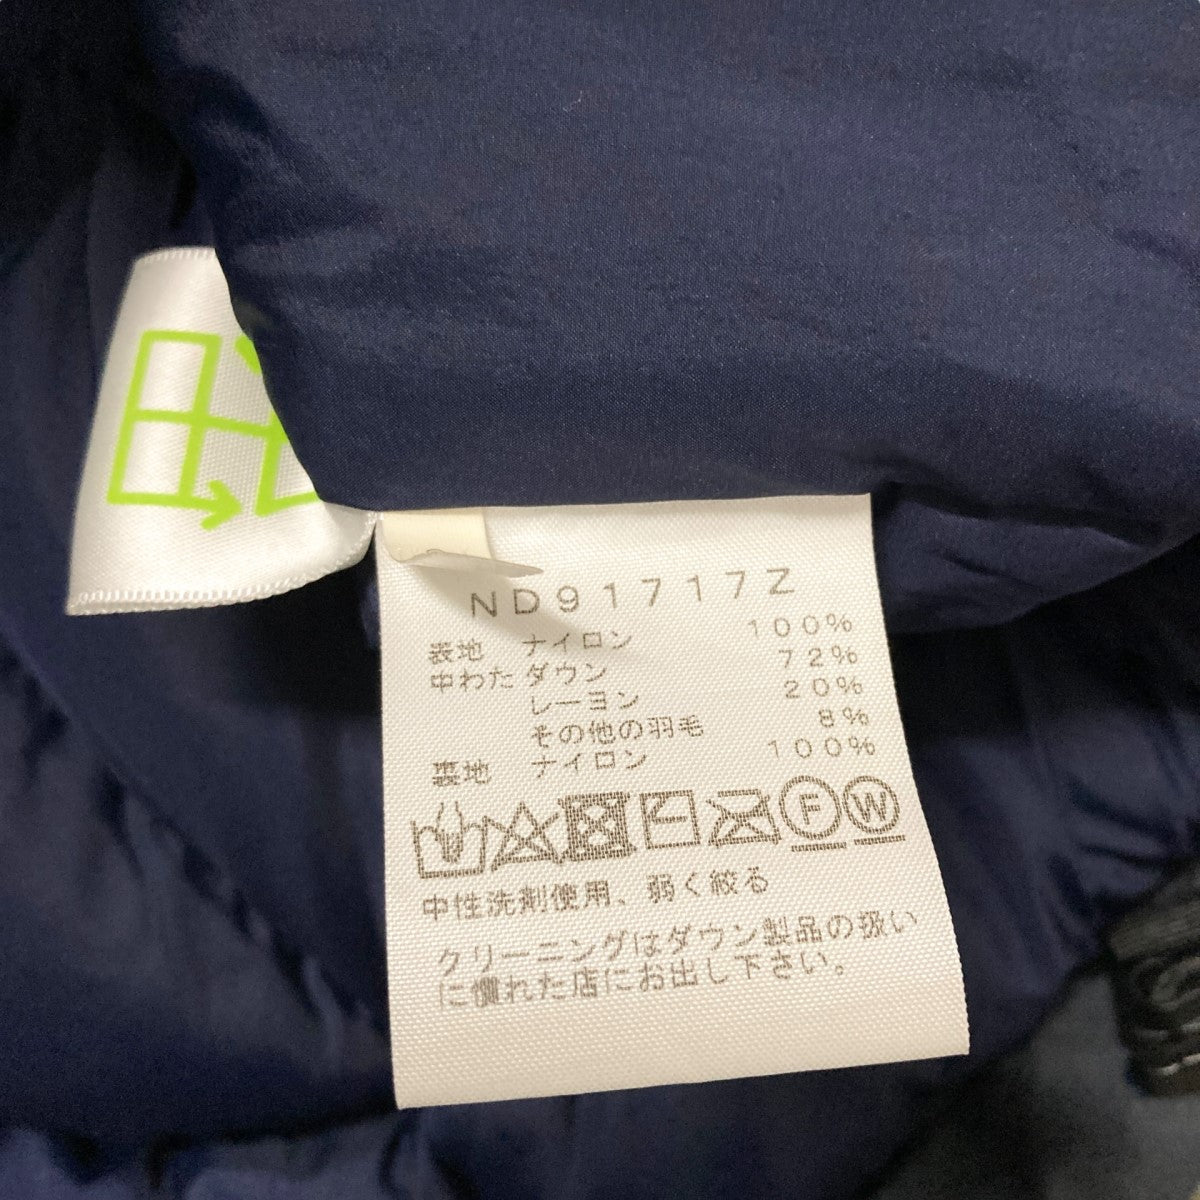 ND91717Z
表地 ナイロン 100%
中わた ダウン 72%
レーヨン 20%
その他の羽毛 8%
裏地 ナイロン 100%
F W
中性洗剤使用、弱く絞る
クリーニングはダウン製品の扱い
に慣れた店にお出し下さい。